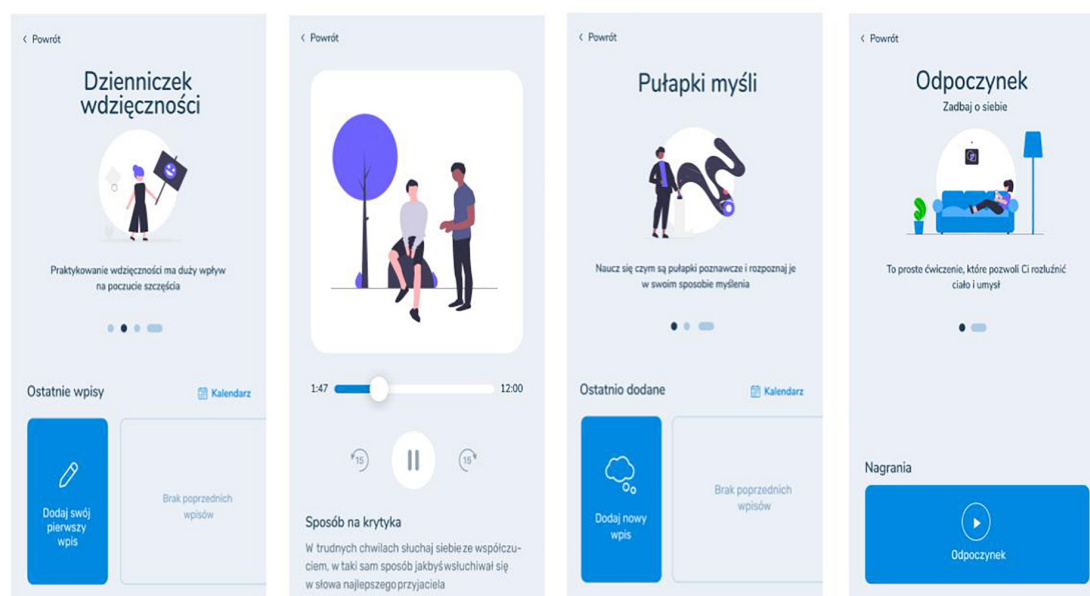 Powrót
Dzienniczek
wdzięczności
Praktykowanie wdzięczności ma duży wpływ
na poczucie szczęścia
Ostatnie wpisy
Kalendarz
Dodaj swój
pierwszy
wpis
Brak poprzednich
wpisów
Powrót
1:47
12:00
15
15
Sposób na krytyka
W trudnych chwilach słuchaj siebie ze współczu-
ciem, w taki sam sposób jakbyś wsłuchiwał się
w słowa najlepszego przyjaciela
Powrót
Pułapki myśli
Naucz się czym są pułapki poznawcze i rozpoznaj je
w swoim sposobie myślenia
Ostatnio dodane
Kalendarz
Dodaj nowy
wpis
Brak poprzednich
wpisów
Powrót
Odpoczynek
Zadbaj o siebie
To proste ćwiczenie, które pozwoli Ci rozluźnić
ciało i umysł
Nagrania
Odpoczynek